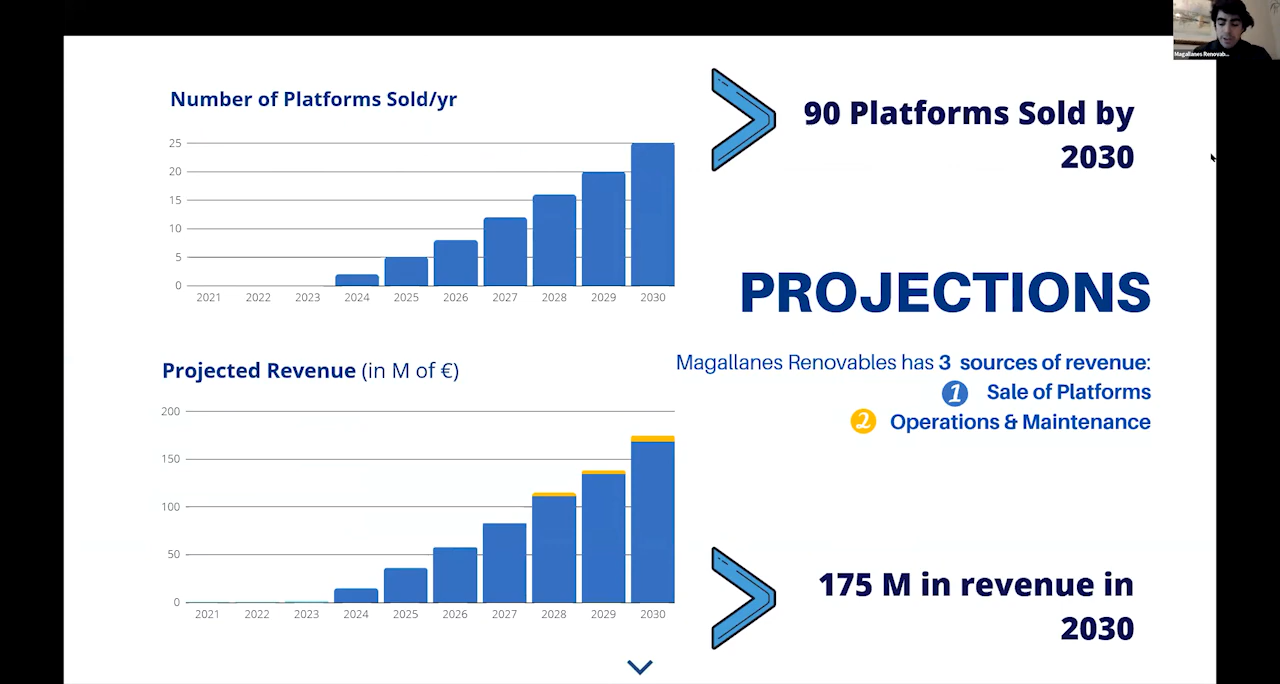 Magallanes Renovab...
Number of Platforms Sold/yr
25
20
15
10
5
0
2021 2022 2023 2024 2025 2026 2027 2028 2029 2030
90 Platforms Sold by
2030
PROJECTIONS
Magallanes Renovables has 3 sources of revenue:
1 Sale of Platforms
2 Operations & Maintenance
Projected Revenue (in M of €)
200
150
100
50
0
2021 2022 2023 2024 2025 2026 2027 2028 2029 2030
175 M in revenue in
2030